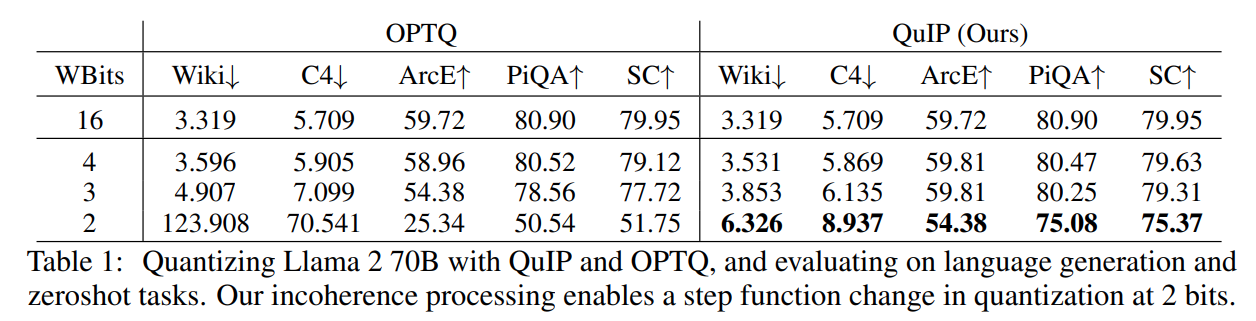 OPTQ QuIP (Ours)
WBits Wiki↓ C4↓ ArcE↑ PiQA↑ SC↑ Wiki↓ C4↓ ArcE↑ PiQA↑ SC↑
16 3.319 5.709 59.72 80.90 79.95 3.319 5.709 59.72 80.90 79.95
4 3.596 5.905 58.96 80.52 79.12 3.531 5.869 59.81 80.47 79.63
3 4.907 7.099 54.38 78.56 77.72 3.853 6.135 59.81 80.25 79.31
2 123.908 70.541 25.34 50.54 51.75 6.326 8.937 54.38 75.08 75.37
Table 1: Quantizing Llama 2 70B with QuIP and OPTQ, and evaluating on language generation and
zeroshot tasks. Our incoherence processing enables a step function change in quantization at 2 bits.